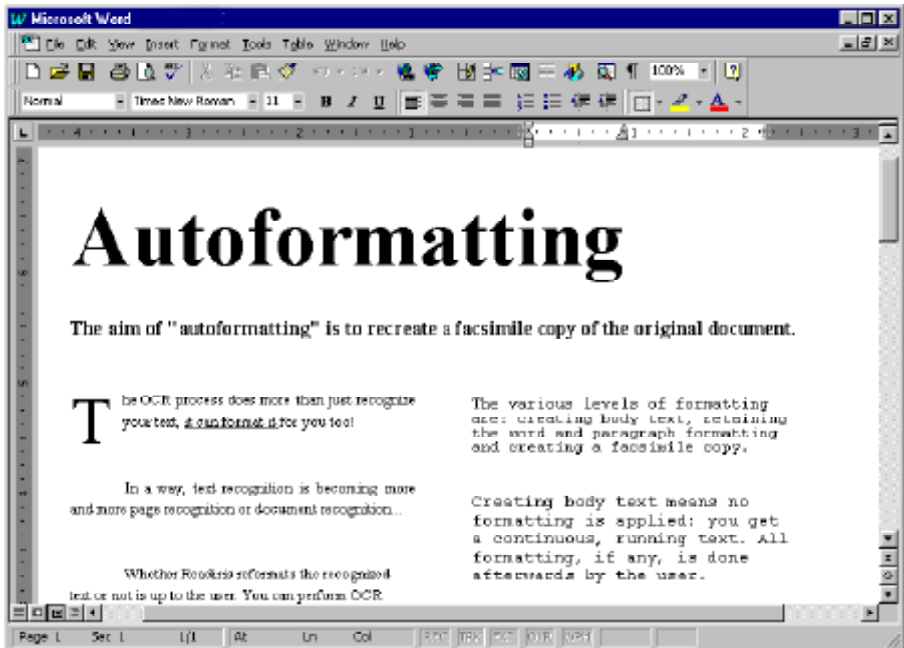 Microsoft Word
File Edit View Insert Format Tools Table Window Help
100%
Normal Times New Roman 11 B I U
4 3 2 1 1 2 3
Autoformatting
The aim of "autoformatting" is to recreate a facsimile copy of the original document.
The OCR process does more than just recognize
your text, it can format it for you too!
In a way, text recognition is becoming more
and more page recognition or document recognition...
Whether Readiris reformats the recognized
text or not is up to the user. You can perform OCR
The various levels of formatting
are: creating body text, retaining
the word and paragraph formatting
and creating a facsimile copy.
Creating body text means no
formatting is applied: you get
a continuous, running text. All
formatting, if any, is done
afterwards by the user.
Page 1 Sec 1 1/1 At Ln Col REC TRK EXT OVR WPH